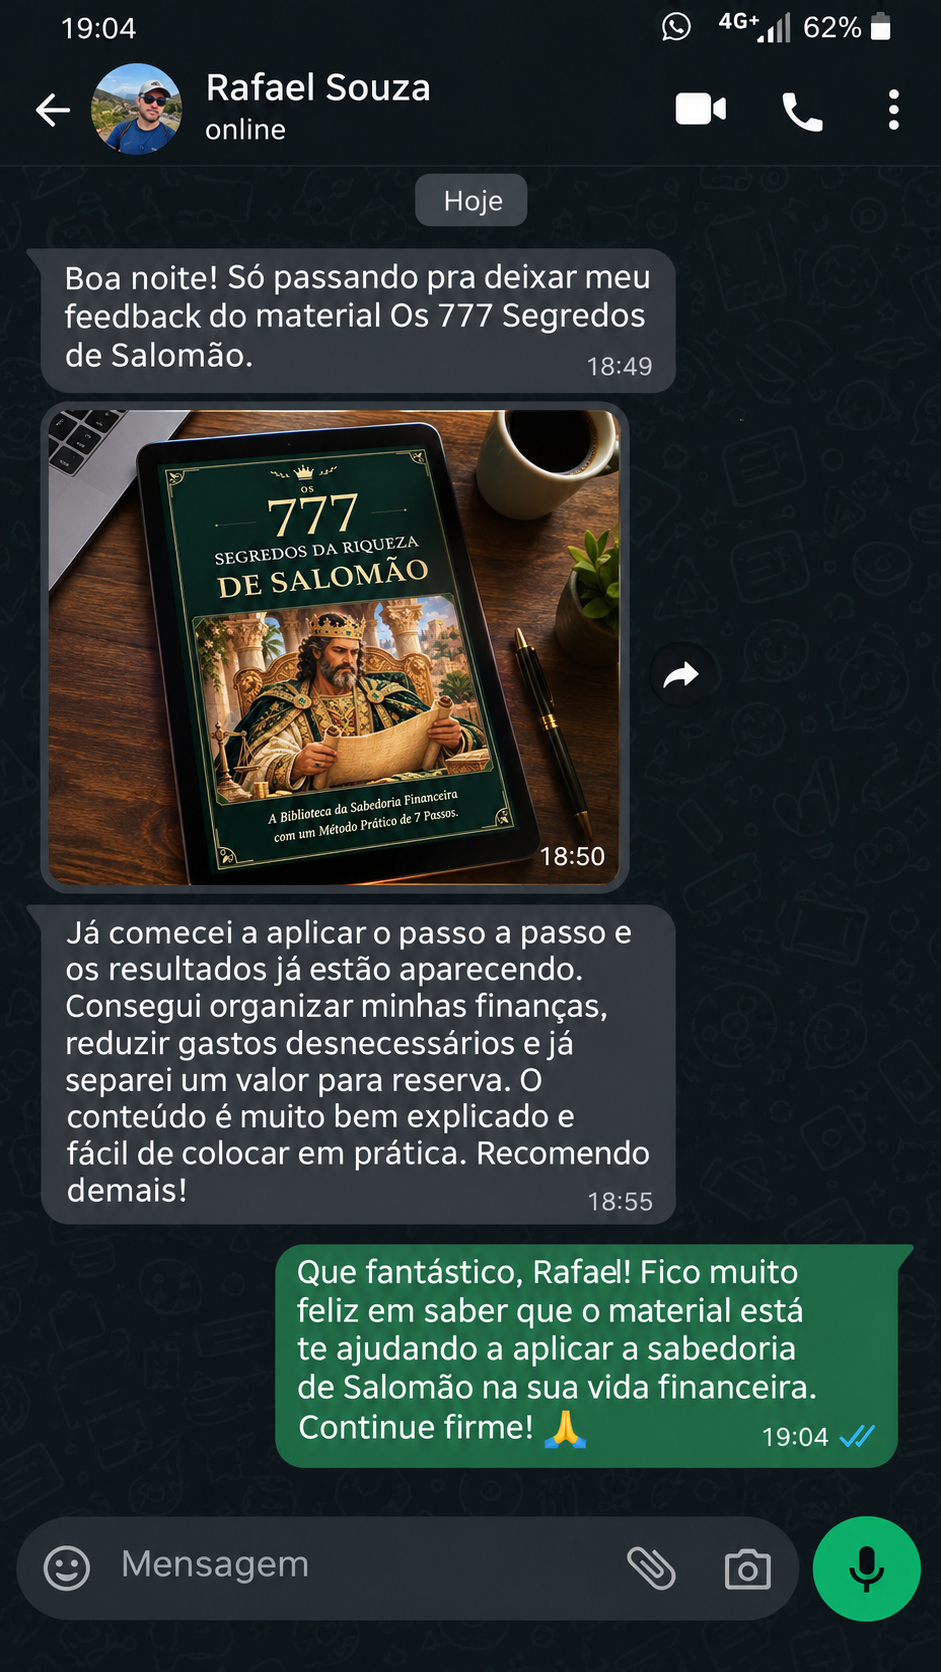 19:04
4G+
62%
Rafael Souza
online
Hoje
Boa noite! Só passando pra deixar meu
feedback do material Os 777 Segredos
de Salomão.
18:49
OS
777
SEGREDOS DA RIQUEZA
DE SALOMÃO
A Biblioteca da Sabedoria Financeira
com um Método Prático de 7 Passos.
18:50
Já comecei a aplicar o passo a passo e
os resultados já estão aparecendo.
Consegui organizar minhas finanças,
reduzir gastos desnecessários e já
separei um valor para reserva. O
conteúdo é muito bem explicado e
fácil de colocar em prática. Recomendo
demais!
18:55
Que fantástico, Rafael! Fico muito
feliz em saber que o material está
te ajudando a aplicar a sabedoria
de Salomão na sua vida financeira.
Continue firme! 🙏
19:04
Mensagem